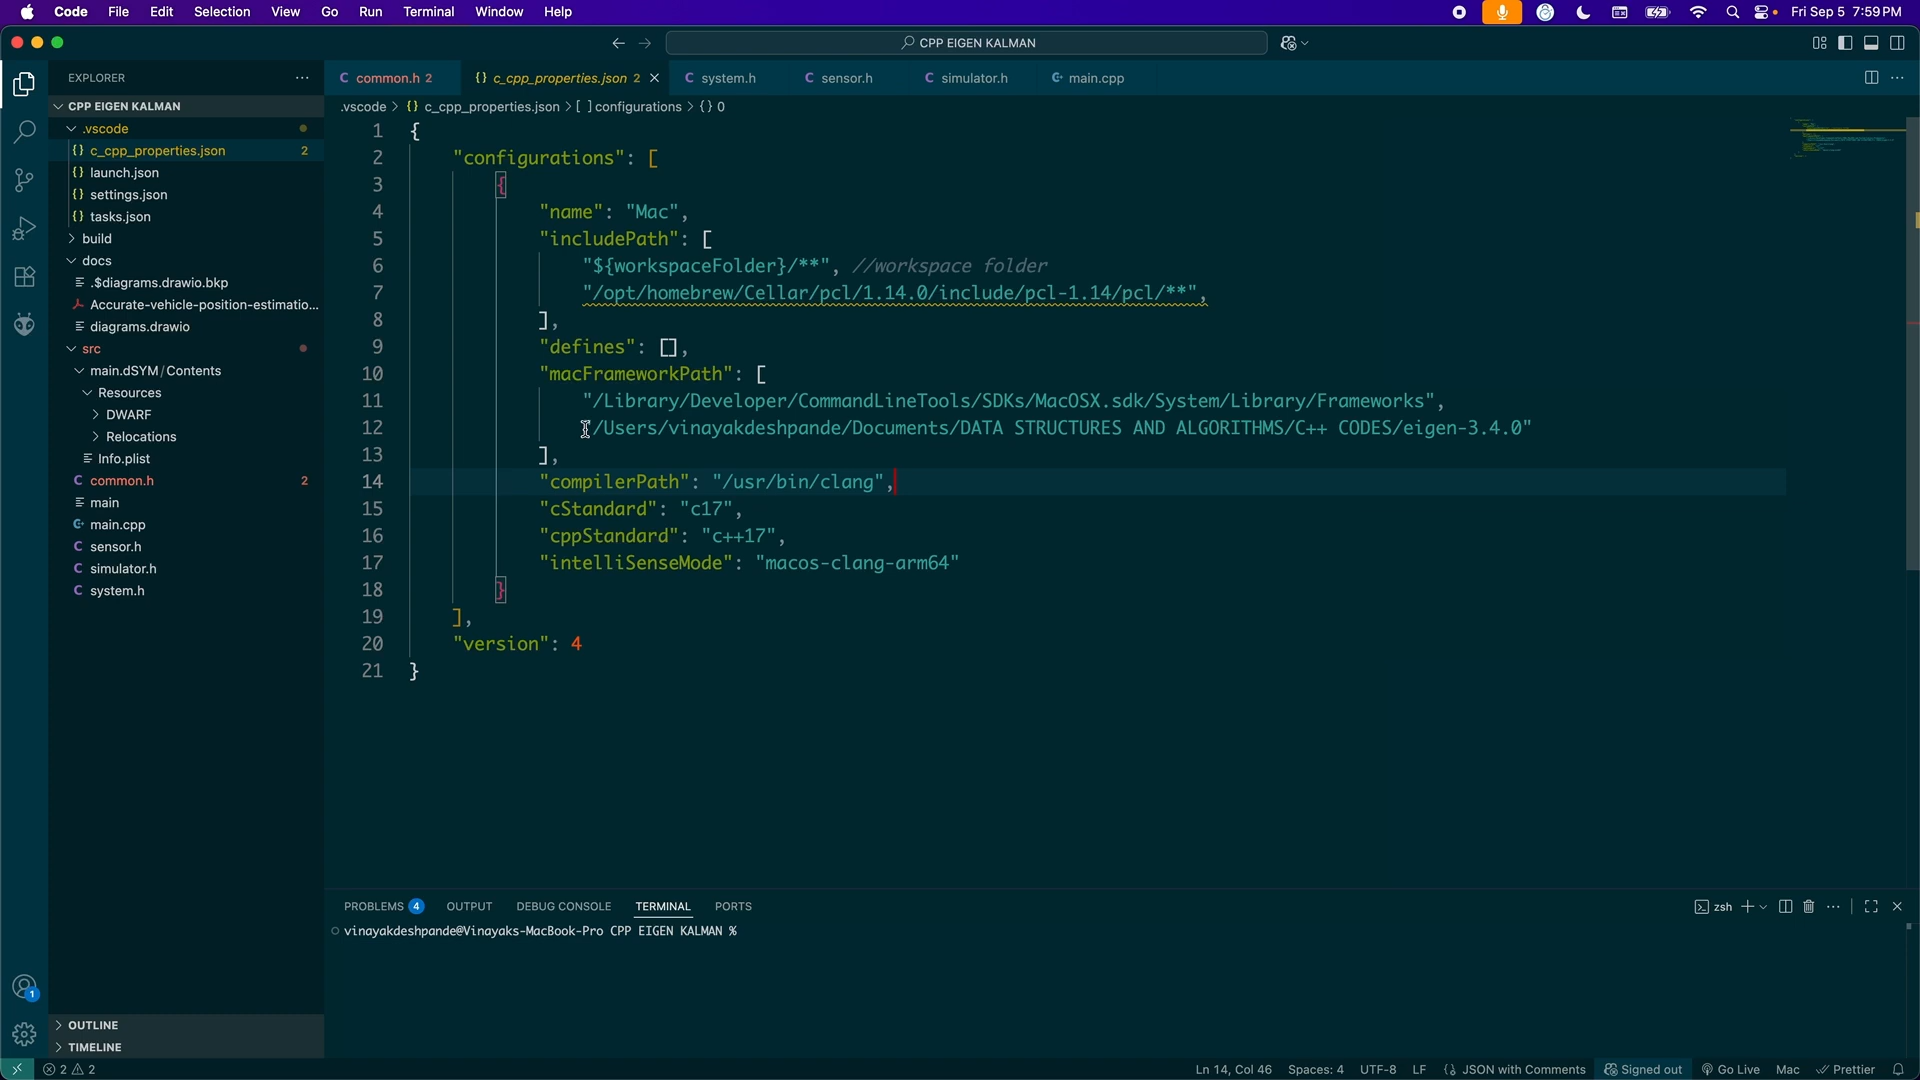 Code File Edit Selection View Go Run Terminal Window Help Fri Sep 5 7:59 PM
CPP EIGEN KALMAN
EXPLORER
common.h 2 c_cpp_properties.json 2 system.h sensor.h simulator.h main.cpp
CPP EIGEN KALMAN
.vscode
c_cpp_properties.json 2
launch.json
settings.json
tasks.json
build
docs
.$diagrams.drawio.bkp
Accurate-vehicle-position-estimatio...
diagrams.drawio
src
main.dSYM/Contents
Resources
DWARF
Relocations
Info.plist
common.h 2
main
main.cpp
sensor.h
simulator.h
system.h
OUTLINE
TIMELINE
.vscode > {} c_cpp_properties.json > [ ] configurations > {} 0
1 {
2 "configurations": [
3 {
4 "name": "Mac",
5 "includePath": [
6 "${workspaceFolder}/**", //workspace folder
7 "/opt/homebrew/Cellar/pcl/1.14.0/include/pcl-1.14/pcl/**",
8 ],
9 "defines": [],
10 "macFrameworkPath": [
11 "/Library/Developer/CommandLineTools/SDKs/MacOSX.sdk/System/Library/Frameworks",
12 "/Users/vinayakdeshpande/Documents/DATA STRUCTURES AND ALGORITHMS/C++ CODES/eigen-3.4.0"
13 ],
14 "compilerPath": "/usr/bin/clang",
15 "cStandard": "c17",
16 "cppStandard": "c++17",
17 "intelliSenseMode": "macos-clang-arm64"
18 }
19 ],
20 "version": 4
21 }
PROBLEMS 4 OUTPUT DEBUG CONSOLE TERMINAL PORTS zsh
vinayakdeshpande@Vinayaks-MacBook-Pro CPP EIGEN KALMAN %
1
2 2 Ln 14, Col 46 Spaces: 4 UTF-8 LF {} JSON with Comments Signed out Go Live Mac Prettier